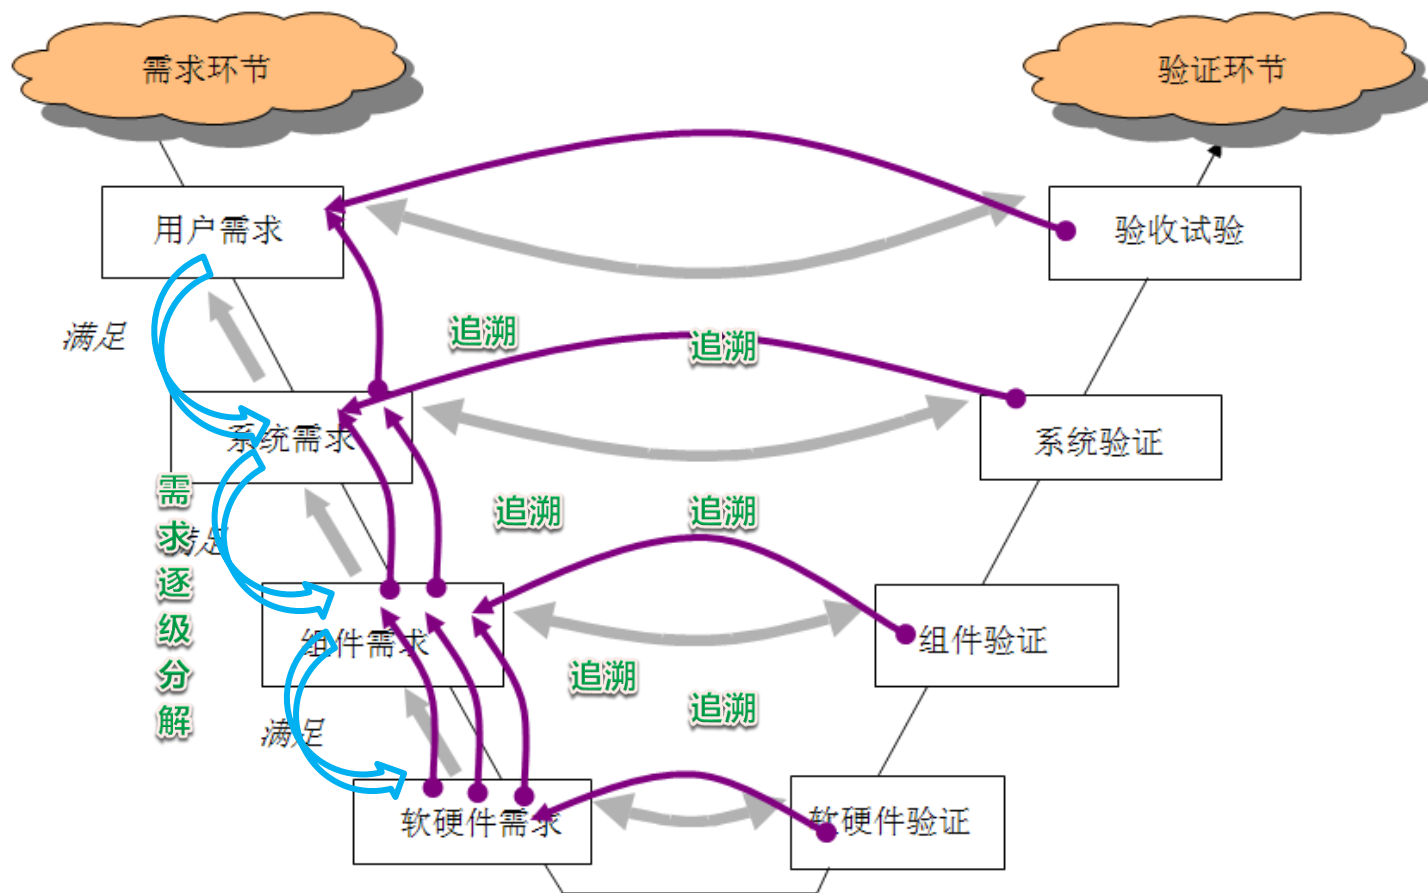 需求环节
验证环节
用户需求
验收试验
满足
追溯
追溯
系统需求
系统验证
需求逐级分解
满足
追溯
追溯
组件需求
组件验证
追溯
追溯
满足
软硬件需求
软硬件验证